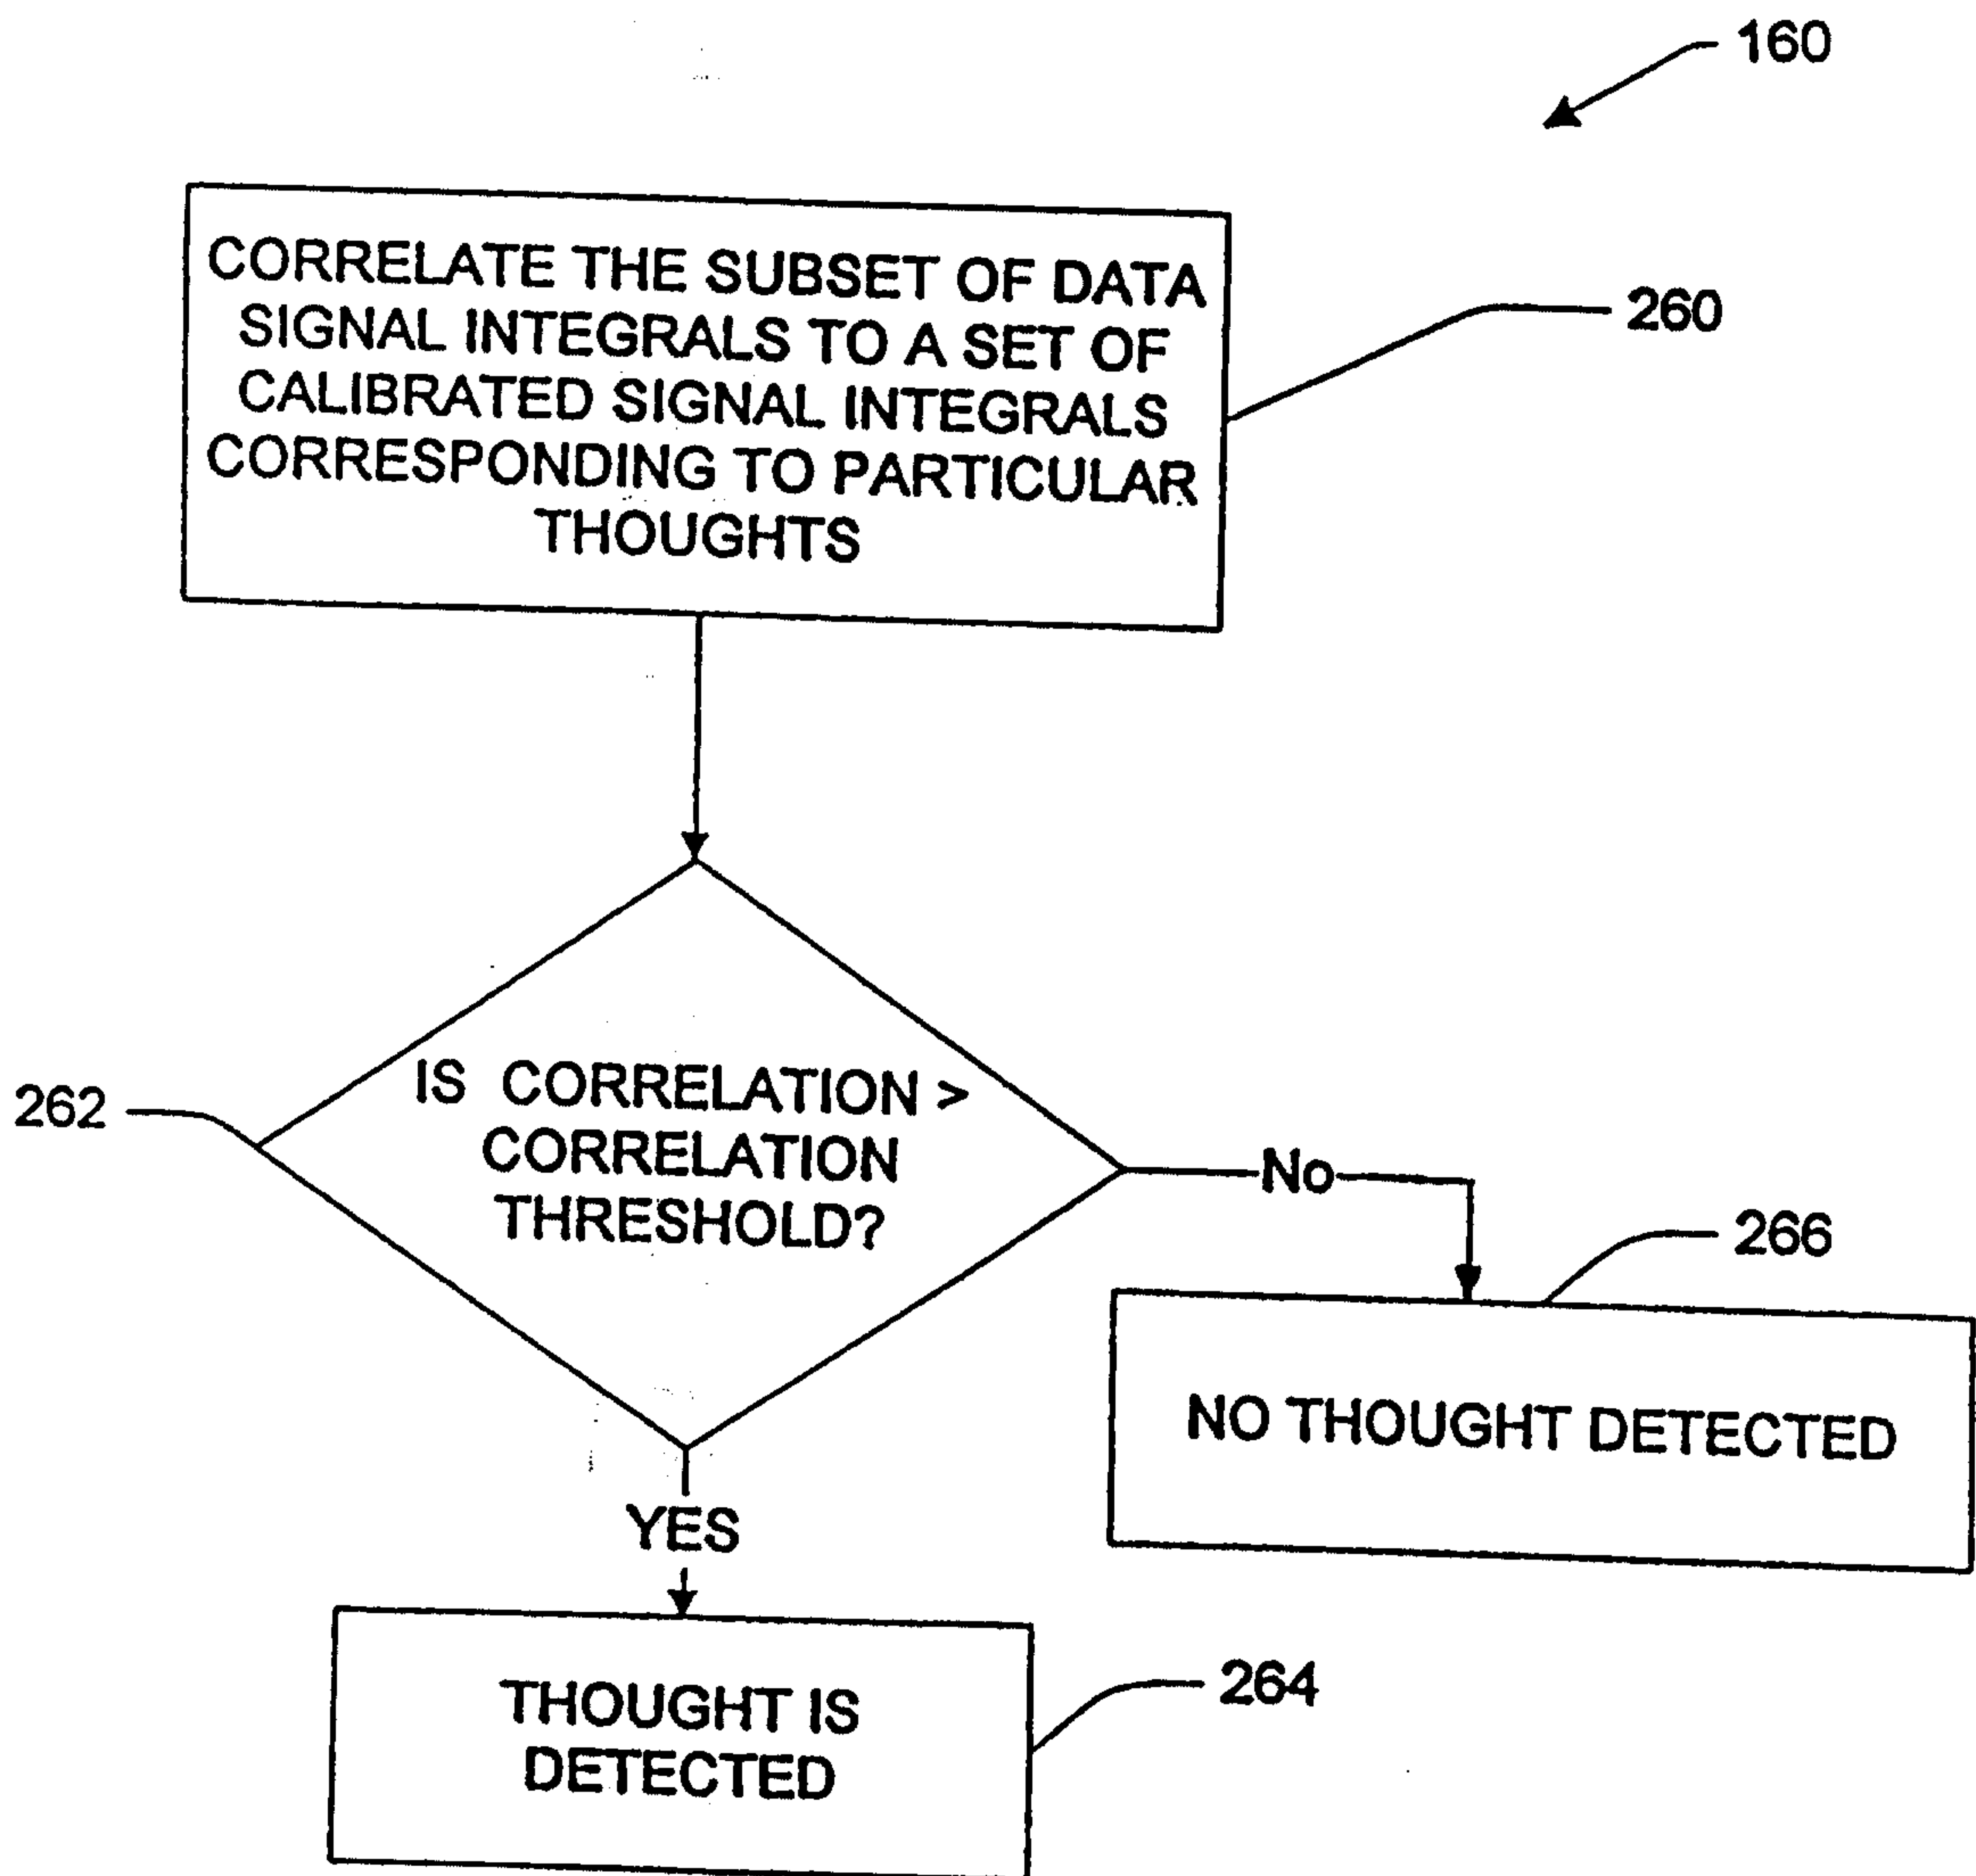 160
CORRELATE THE SUBSET OF DATA
SIGNAL INTEGRALS TO A SET OF
CALIBRATED SIGNAL INTEGRALS
CORRESPONDING TO PARTICULAR
THOUGHTS
260
IS CORRELATION >
CORRELATION
THRESHOLD?
262
No
266
NO THOUGHT DETECTED
YES
THOUGHT IS
DETECTED
264